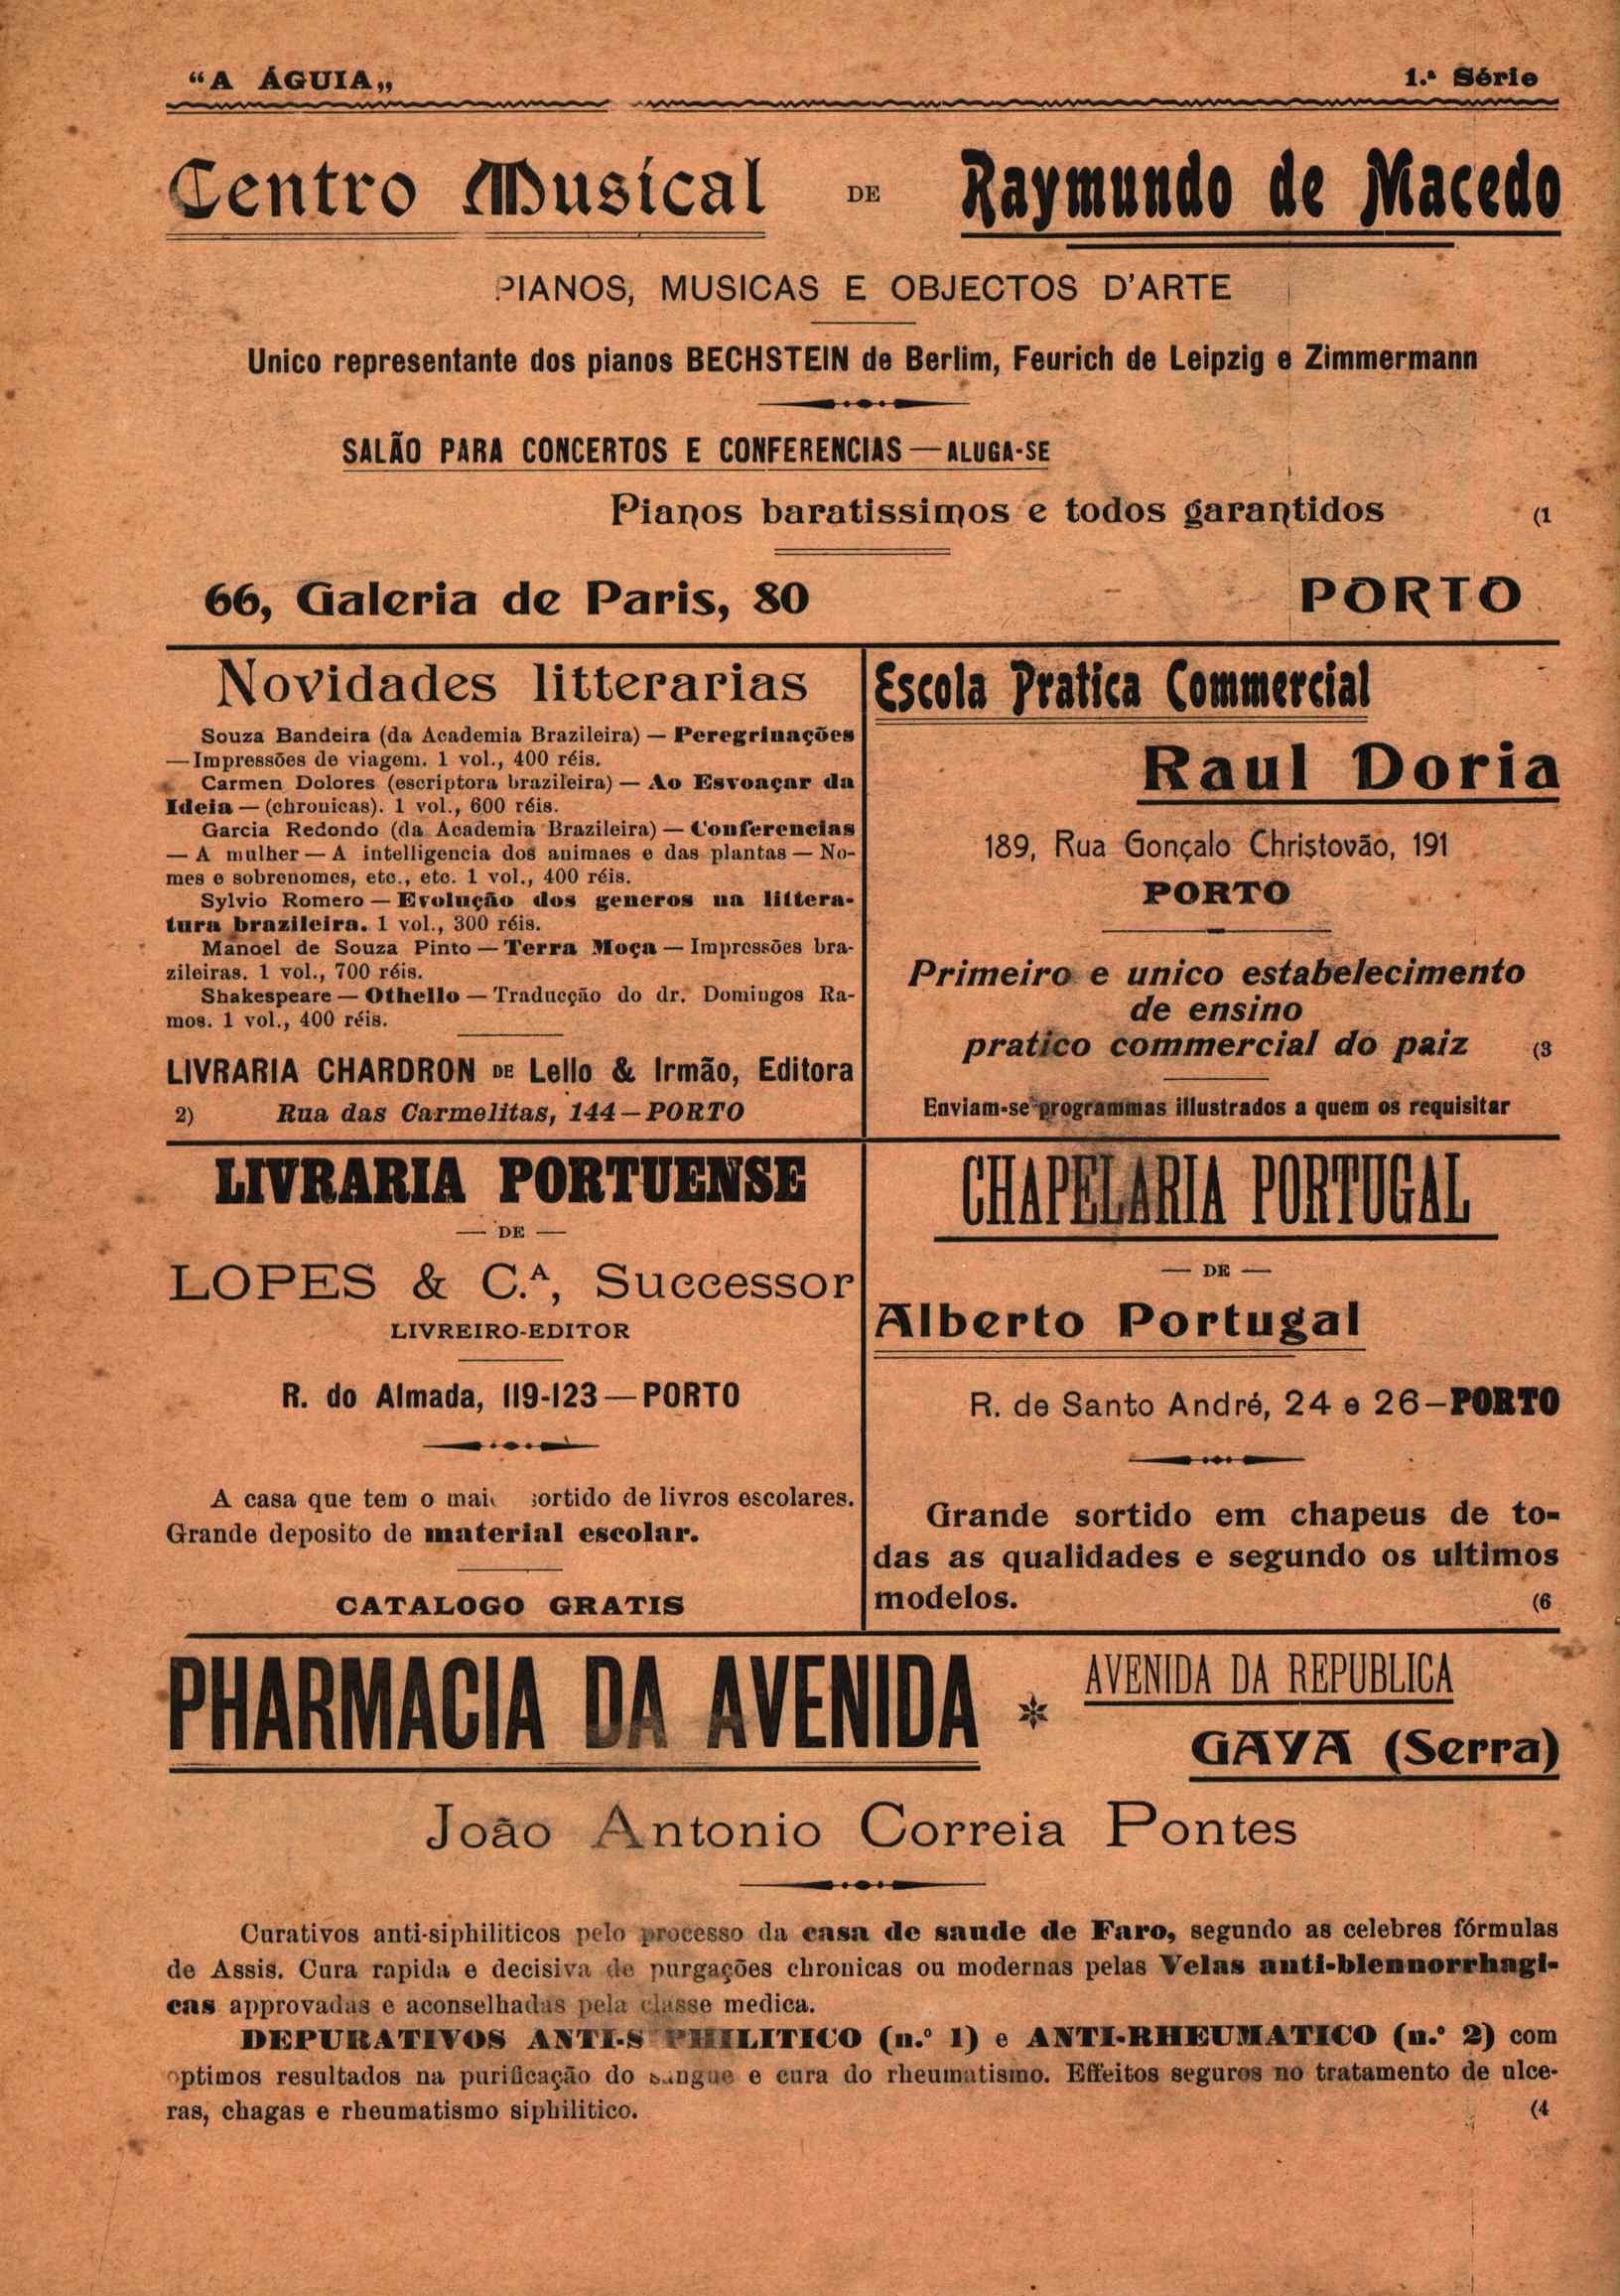 “A ÁGUIA„
1.ª Série
Centro Musical DE Raymundo de Macedo
PIANOS, MUSICAS E OBJECTOS D'ARTE
Unico representante dos pianos BECHSTEIN de Berlim, Feurich de Leipzig e Zimmermann
SALÃO PARA CONCERTOS E CONFERENCIAS — ALUGA-SE
Pianos baratissimos e todos garantidos (1
66, Galeria de Paris, 80 PORTO
Novidades litterarias
Souza Bandeira (da Academia Brazileira) — Peregrinações
— Impressões de viagem. 1 vol., 400 réis.
Carmen Dolores (escriptora brazileira) — Ao Esvoaçar da
Ideia — (chronicas). 1 vol., 600 réis.
Garcia Redondo (da Academia Brazileira) — Conferencias
— A mulher — A intelligencia dos animaes e das plantas — No-
mes e sobrenomes, etc., etc. 1 vol., 400 réis.
Sylvio Romero — Evolução dos generos na littera-
tura brazileira. 1 vol., 300 réis.
Manoel de Souza Pinto — Terra Moça — Impressões bra-
zileiras. 1 vol., 700 réis.
Shakespeare — Othello — Traducção do dr. Domingos Ra-
mos. 1 vol., 400 réis.
LIVRARIA CHARDRON DE Lello & Irmão, Editora
2) Rua das Carmelitas, 144 — PORTO
Escola Pratica Commercial
Raul Doria
189, Rua Gonçalo Christovão, 191
PORTO
Primeiro e unico estabelecimento
de ensino
pratico commercial do paiz (3
Enviam-se programmas illustrados a quem os requisitar
LIVRARIA PORTUENSE
— DE —
LOPES & C.ᴬ, Successor
LIVREIRO-EDITOR
R. do Almada, 119-123 — PORTO
A casa que tem o mai sortido de livros escolares.
Grande deposito de material escolar.
CATALOGO GRATIS
CHAPELARIA PORTUGAL
— DE —
Alberto Portugal
R. de Santo André, 24 e 26 — PORTO
Grande sortido em chapeus de to-
das as qualidades e segundo os ultimos
modelos. (6
PHARMACIA DA AVENIDA * AVENIDA DA REPUBLICA
GAYA (Serra)
João Antonio Correia Pontes
Curativos anti-siphiliticos pelo processo da casa de saude de Faro, segundo as celebres fórmulas
de Assis. Cura rapida e decisiva de purgações chronicas ou modernas pelas Velas anti-blennorrhagi-
cas approvadas e aconselhadas pela classe medica.
DEPURATIVOS ANTI-S PHILITICO (n.º 1) e ANTI-RHEUMATICO (n.º 2) com
optimos resultados na purificação do sangue e cura do rheumatismo. Effeitos seguros no tratamento de ulce-
ras, chagas e rheumatismo siphilitico. (4